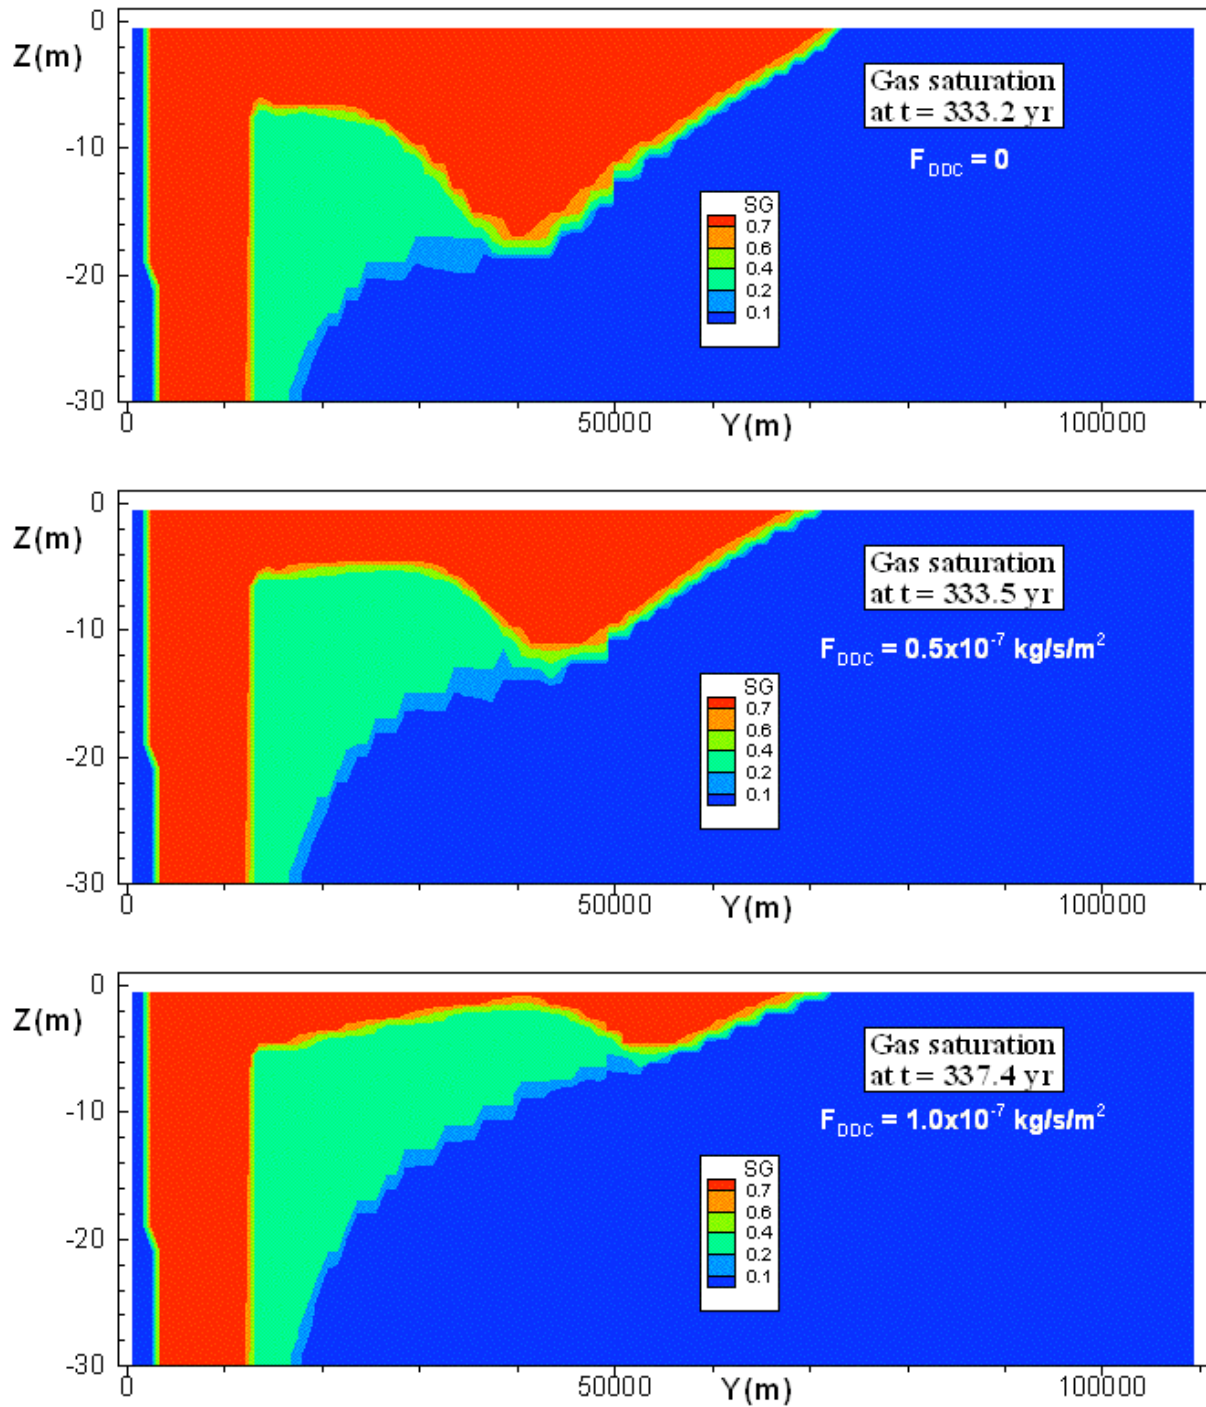 0
Z(m)
Gas saturation
at t = 333.2 yr
-10
F DDC = 0
SG
0.7
0.6
0.4
0.2
0.1
-20
-30
0
50000
Y(m)
100000
0
Z(m)
Gas saturation
at t = 333.5 yr
-10
F DDC = 0.5x10⁻⁷ kg/s/m²
SG
0.7
0.6
0.4
0.2
0.1
-20
-30
0
50000
Y(m)
100000
0
Z(m)
Gas saturation
at t = 337.4 yr
-10
F DDC = 1.0x10⁻⁷ kg/s/m²
SG
0.7
0.6
0.4
0.2
0.1
-20
-30
0
50000
Y(m)
100000